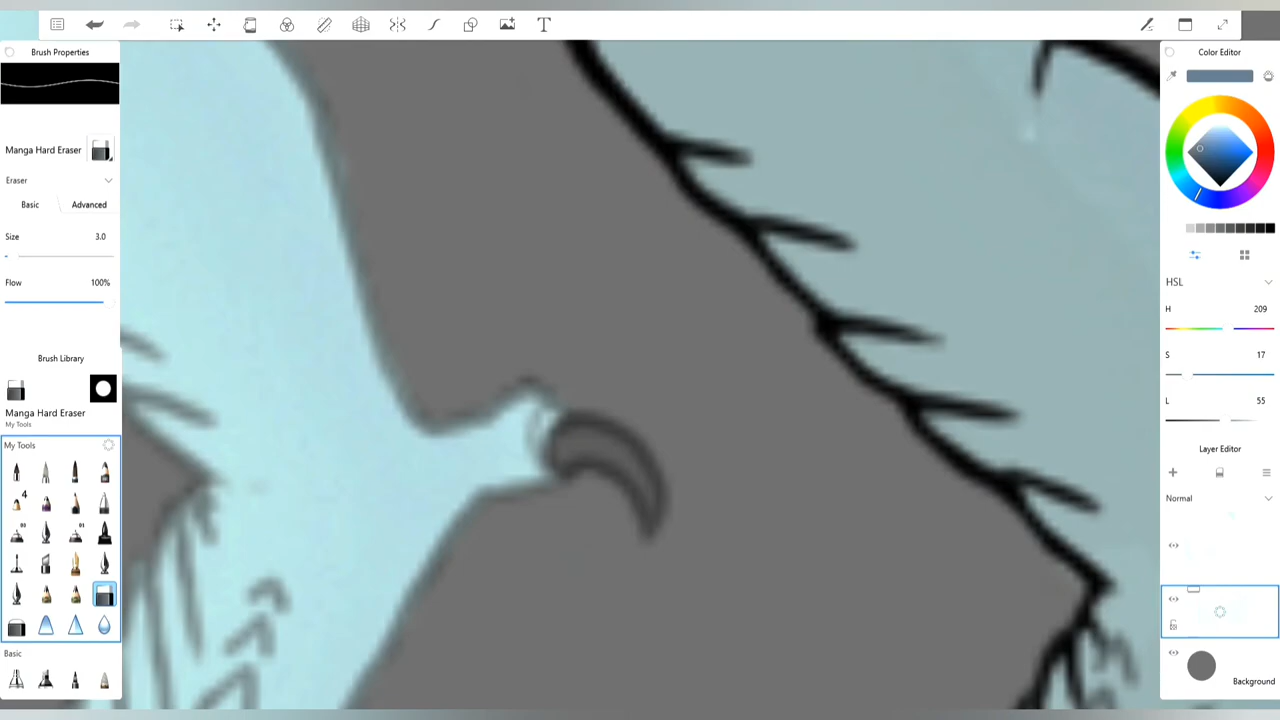 T
Brush Properties
Color Editor
Manga Hard Eraser
Eraser
Basic
Advanced
Size
3.0
Flow
100%
Brush Library
Manga Hard Eraser
My Tools
My Tools
4
Basic
HSL
H
209
S
17
L
55
Layer Editor
Normal
Background